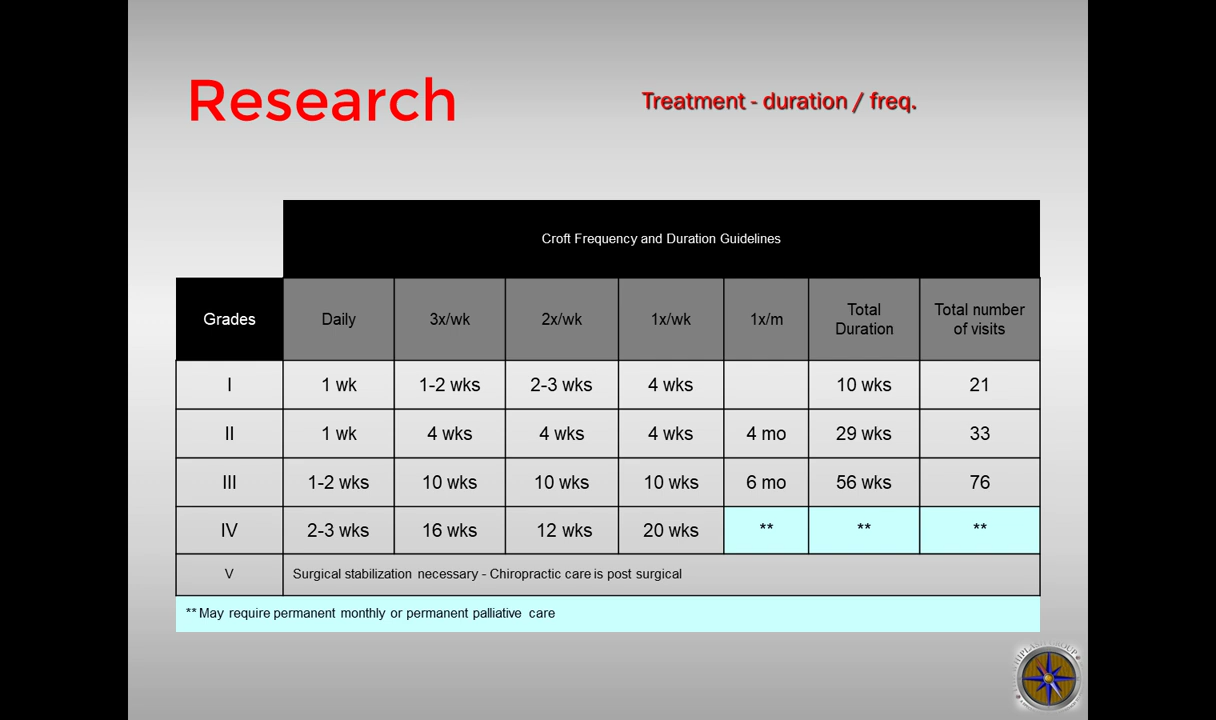 Research
Treatment - duration / freq.
Croft Frequency and Duration Guidelines
Grades Daily 3x/wk 2x/wk 1x/wk 1x/m Total Duration Total number of visits
I 1 wk 1-2 wks 2-3 wks 4 wks 10 wks 21
II 1 wk 4 wks 4 wks 4 wks 4 mo 29 wks 33
III 1-2 wks 10 wks 10 wks 10 wks 6 mo 56 wks 76
IV 2-3 wks 16 wks 12 wks 20 wks ** ** **
V Surgical stabilization necessary - Chiropractic care is post surgical
** May require permanent monthly or permanent palliative care
GROUP